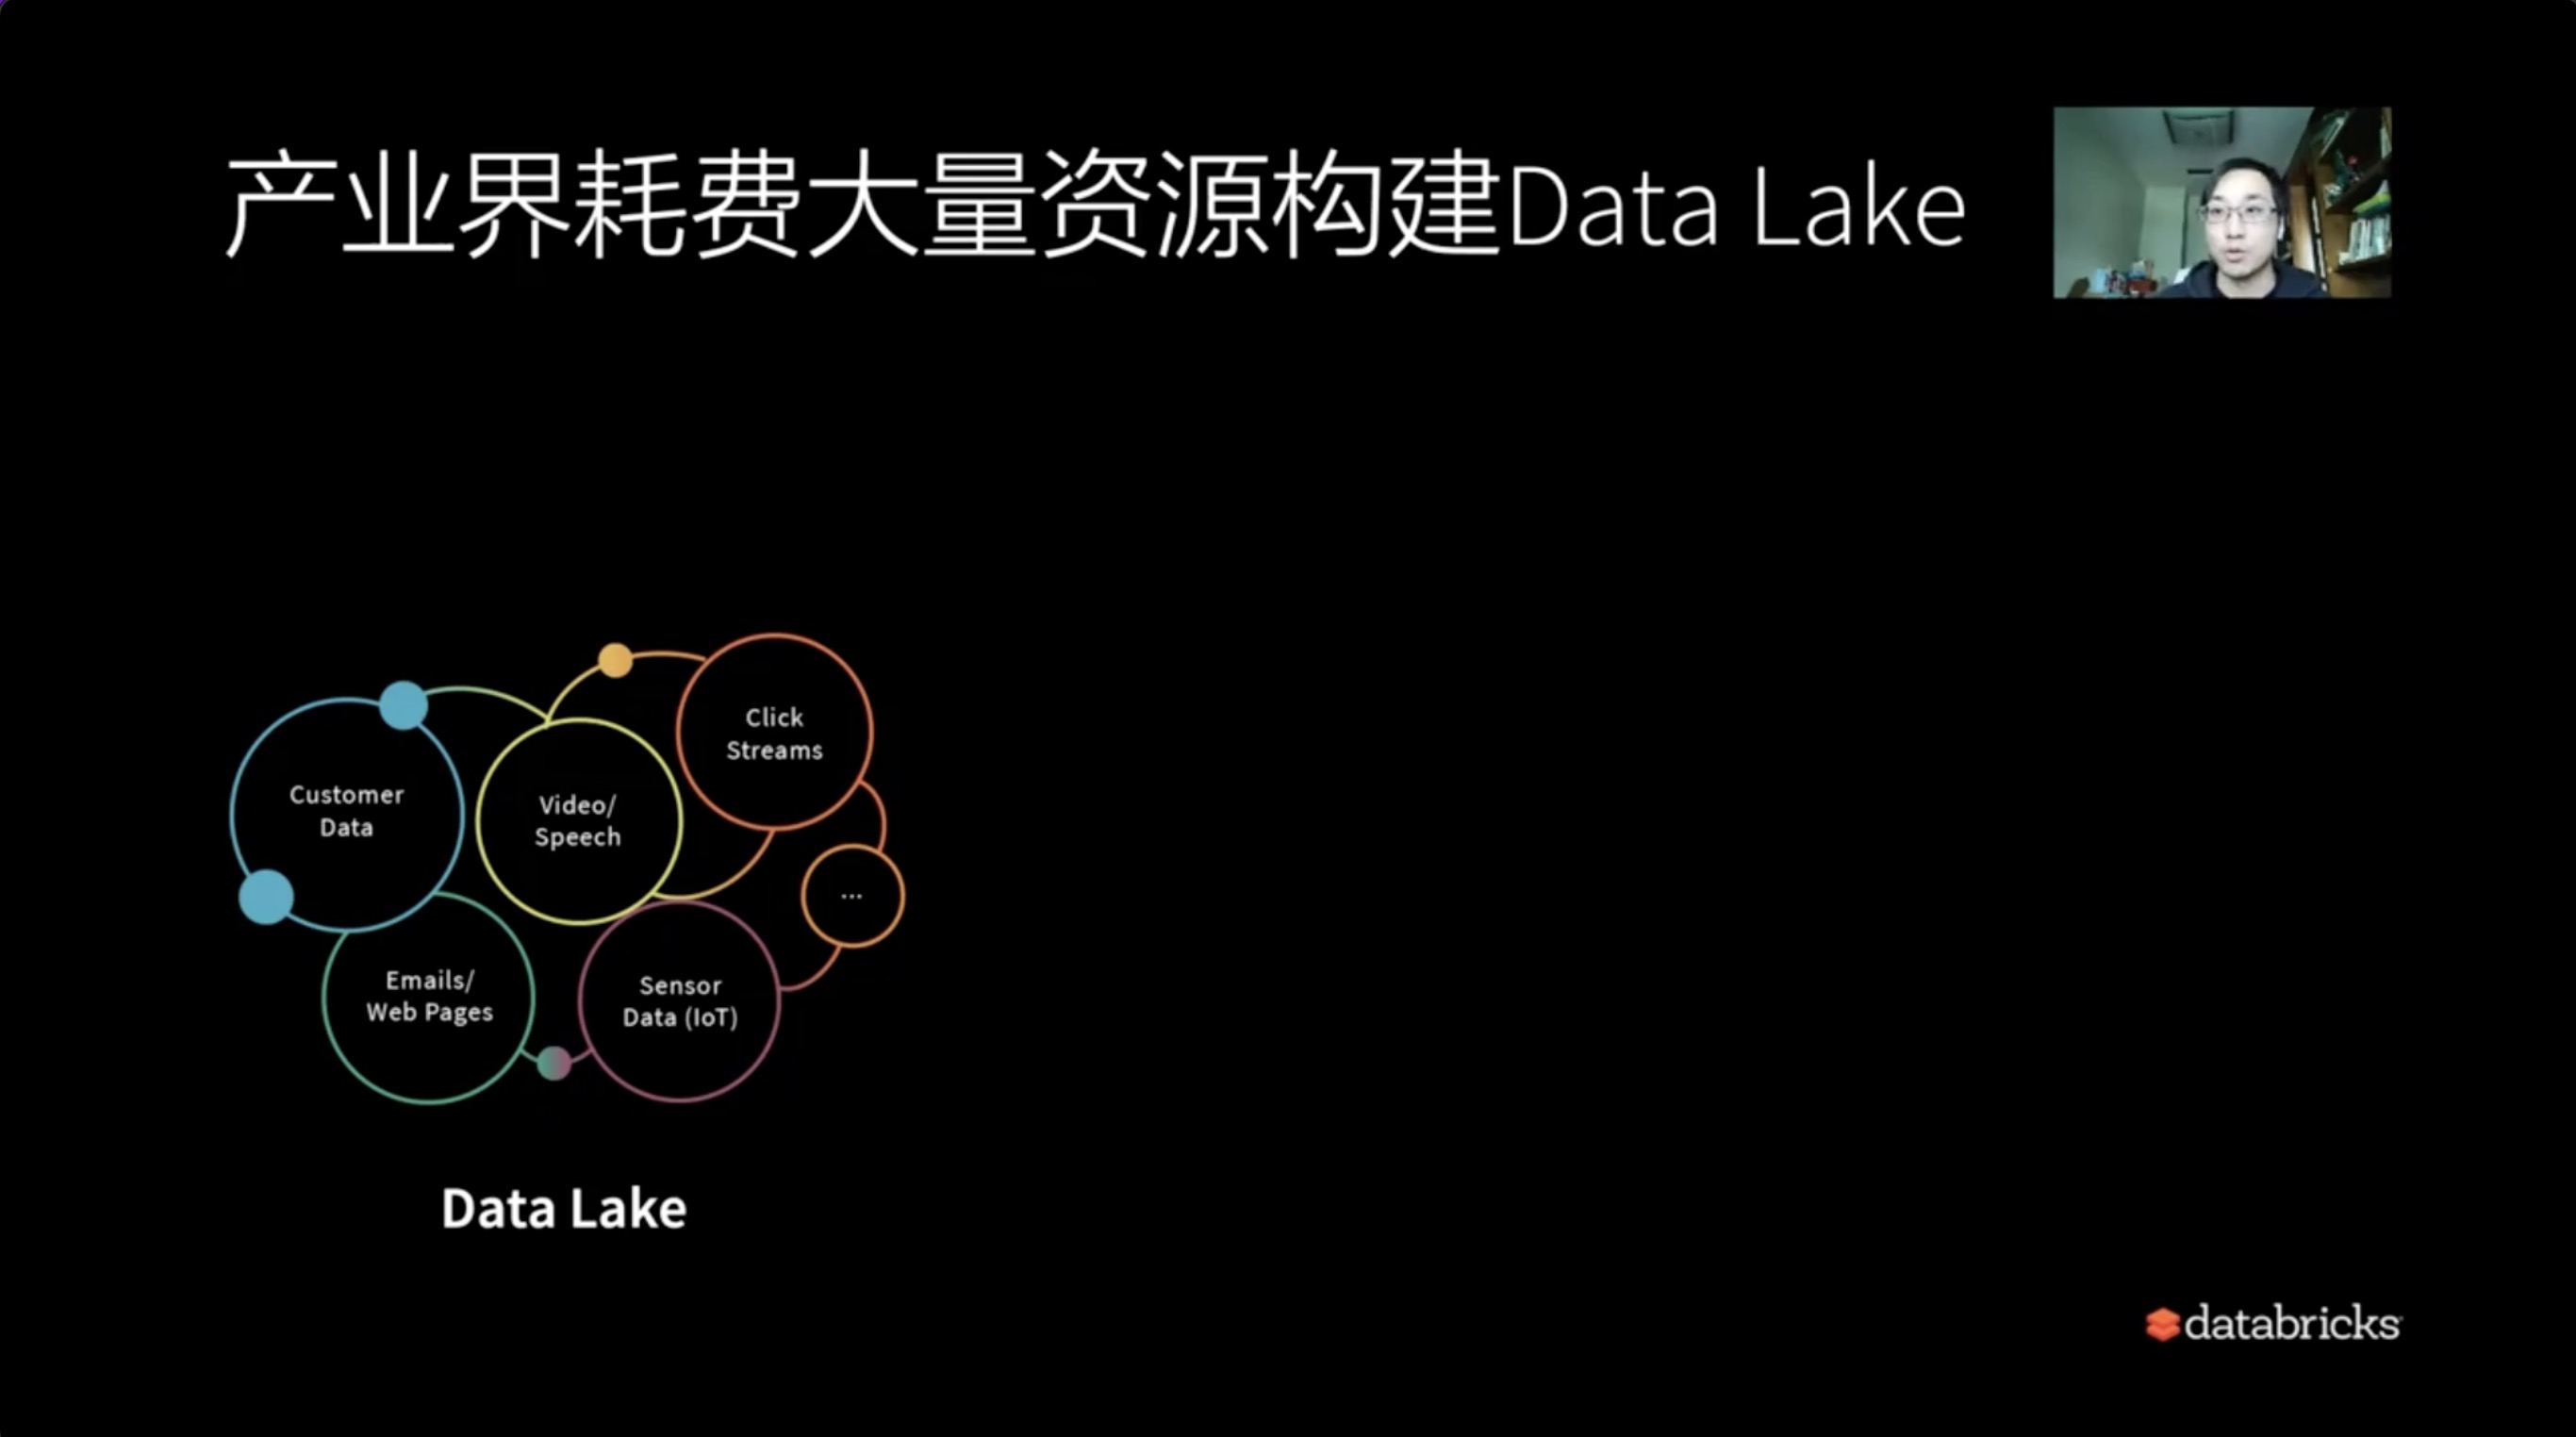 产业界耗费大量资源构建Data Lake
Click
Streams
Customer
Data
Video/
Speech
...
Emails/
Web Pages
Sensor
Data (IoT)
Data Lake
databricks